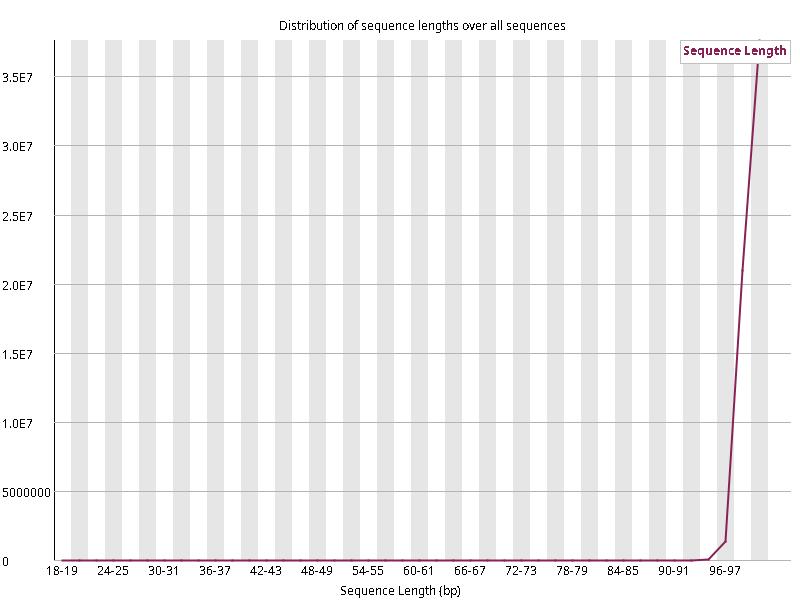 Distribution of sequence lengths over all sequences
Sequence Length
3.5E7
3.0E7
2.5E7
2.0E7
1.5E7
1.0E7
5000000
0
18-19 24-25 30-31 36-37 42-43 48-49 54-55 60-61 66-67 72-73 78-79 84-85 90-91 96-97
Sequence Length (bp)